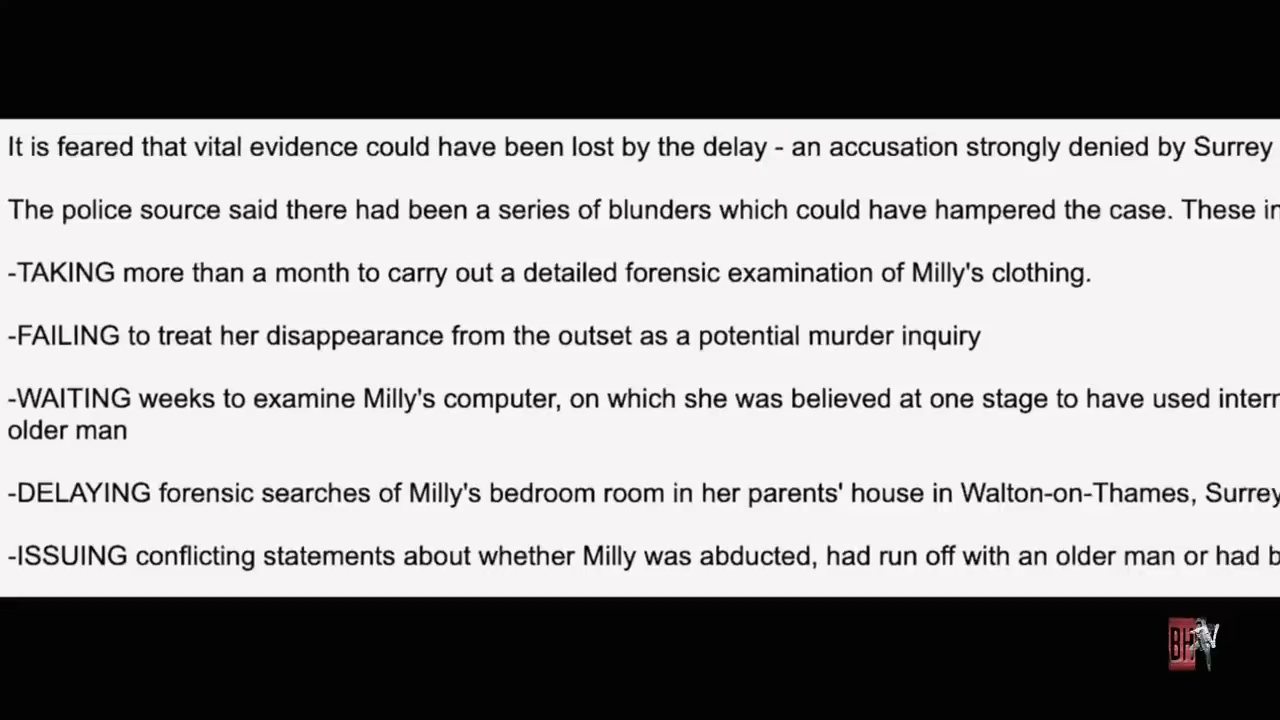 It is feared that vital evidence could have been lost by the delay - an accusation strongly denied by Surrey
The police source said there had been a series of blunders which could have hampered the case. These
-TAKING more than a month to carry out a detailed forensic examination of Milly's clothing.
-FAILING to treat her disappearance from the outset as a potential murder inquiry
-WAITING weeks to examine Milly's computer, on which she was believed at one stage to have used
older man
-DELAYING forensic searches of Milly's bedroom room in her parents' house in Walton-on-Thames, Surrey
-ISSUING conflicting statements about whether Milly was abducted, had run off with an older man or had
BH